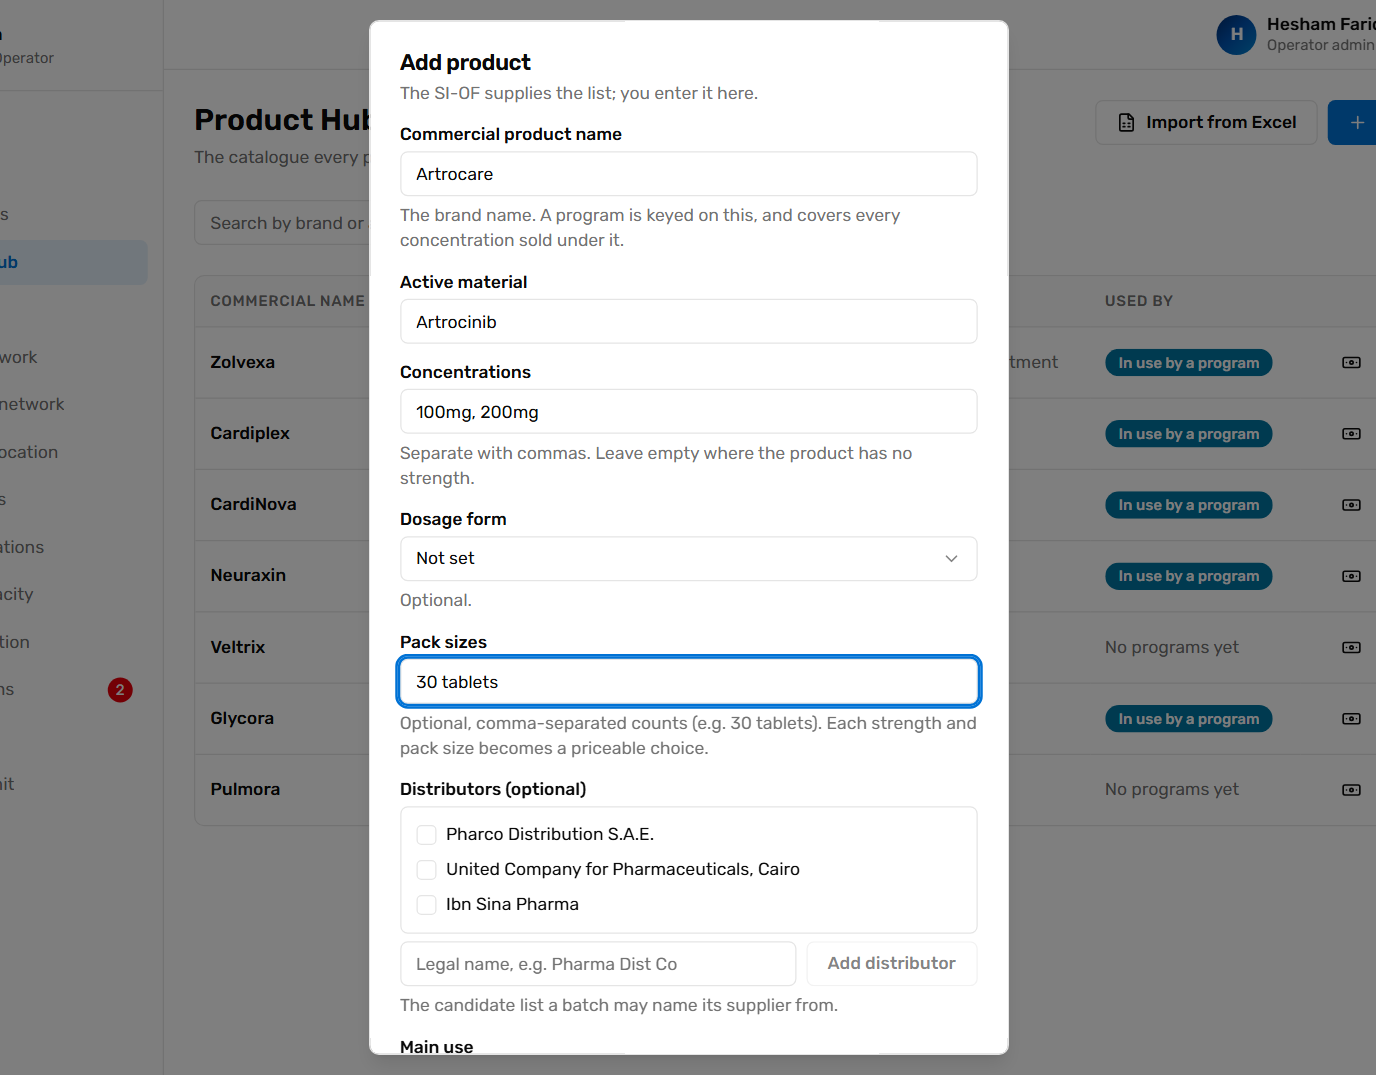 Operator
Hesham Farid
H
Operator admin
Add product
The SI-OF supplies the list; you enter it here.
Product Hub
Import from Excel
The catalogue every
Commercial product name
Artrocare
Search by brand or
The brand name. A program is keyed on this, and covers every
concentration sold under it.
Active material
Artrocinib
COMMERCIAL NAME
USED BY
Zolvexa
tment
In use by a program
Concentrations
100mg, 200mg
Cardiplex
In use by a program
Separate with commas. Leave empty where the product has no
strength.
CardiNova
In use by a program
Dosage form
Not set
Optional.
Neuraxin
In use by a program
Pack sizes
30 tablets
Veltrix
No programs yet
Optional, comma-separated counts (e.g. 30 tablets). Each strength and
pack size becomes a priceable choice.
Glycora
In use by a program
Distributors (optional)
Pharco Distribution S.A.E.
United Company for Pharmaceuticals, Cairo
Ibn Sina Pharma
Pulmora
No programs yet
Legal name, e.g. Pharma Dist Co
Add distributor
The candidate list a batch may name its supplier from.
Main use
s
ub
work
network
ocation
s
ations
acity
tion
ns
2
nit